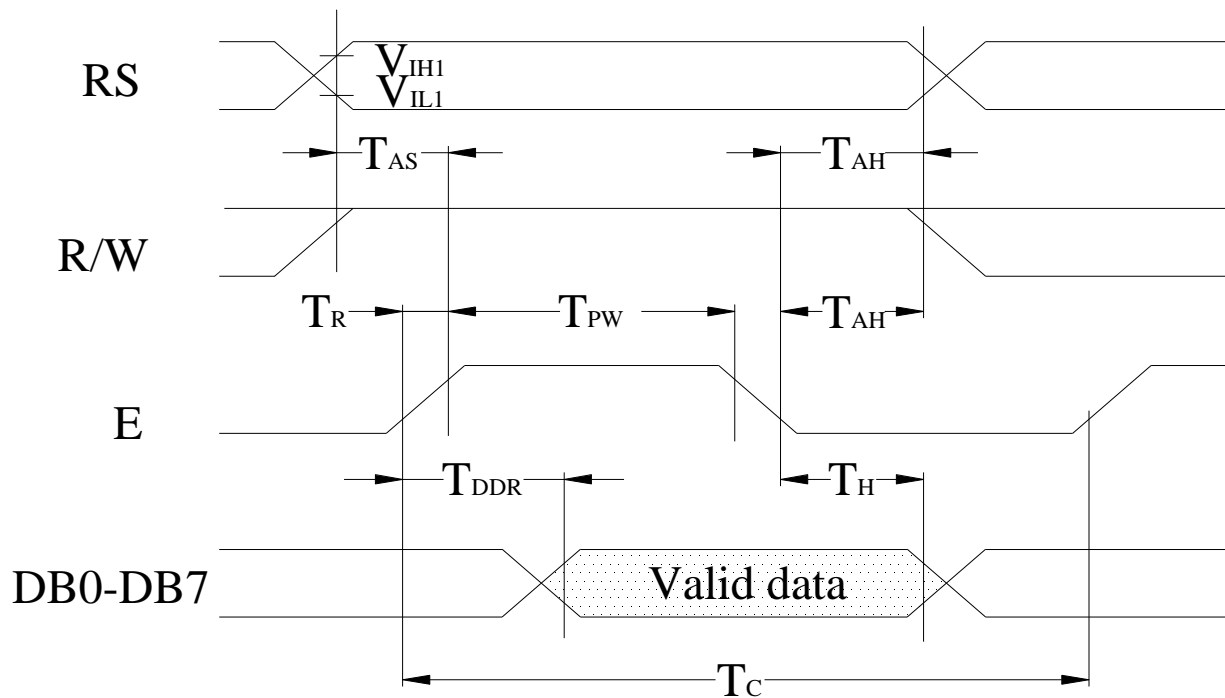 RS
VIH1
VIL1
TAS
TAH
R/W
TR
TPW
TAH
E
TDDR
TH
DB0-DB7
Valid data
TC